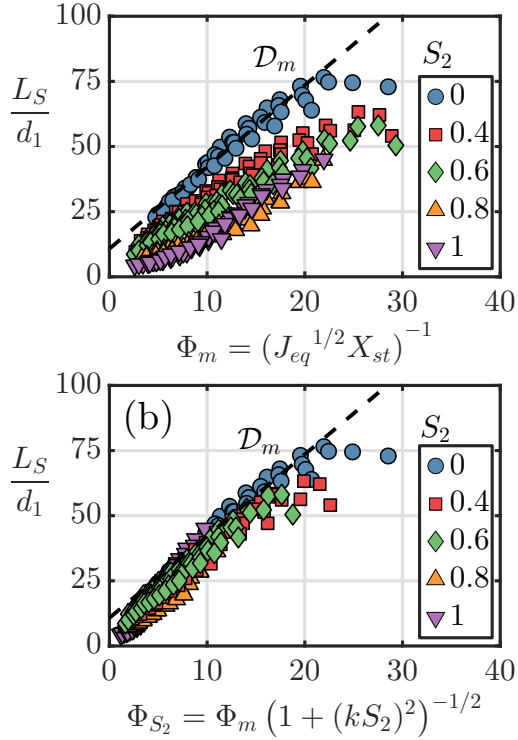 100
75
50
25
0
L_S / d_1
𝒟_m
S_2
0
0.4
0.6
0.8
1
0 10 20 30 40
Φ_m = (J_eq^{1/2} X_st)^{-1}
(b)
100
75
50
25
0
L_S / d_1
𝒟_m
S_2
0
0.4
0.6
0.8
1
0 10 20 30 40
Φ_{S_2} = Φ_m (1 + (kS_2)^2)^{-1/2}